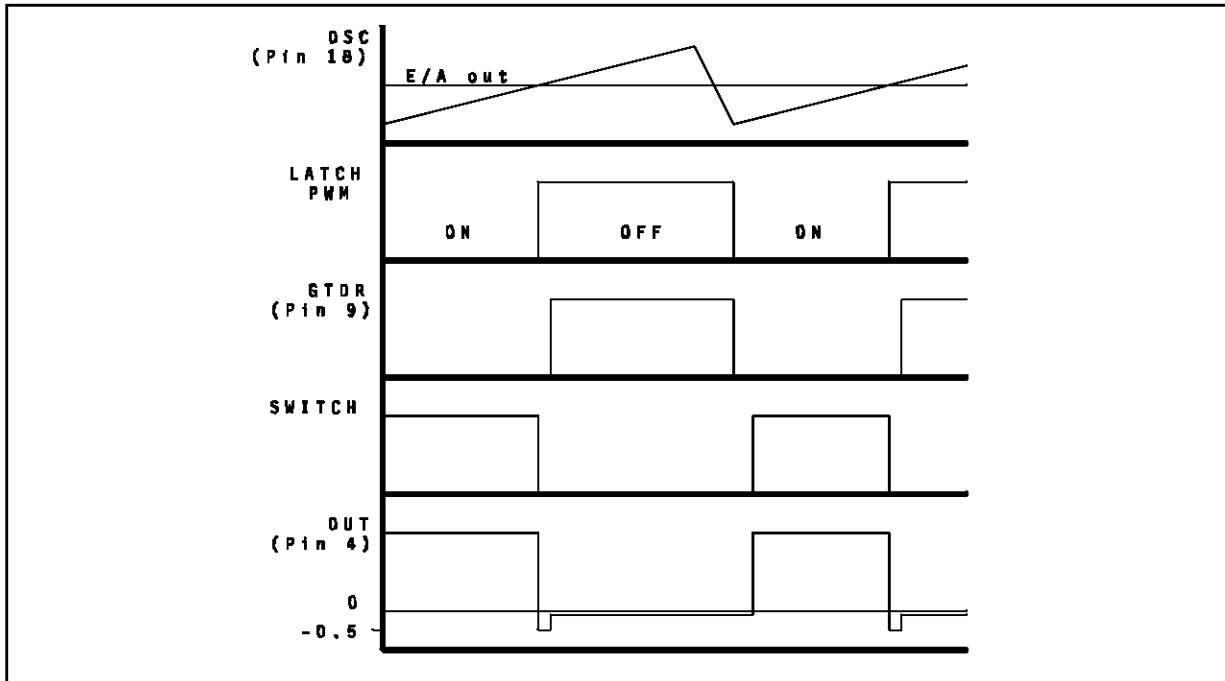 OSC
(Pin 18)
E/A out
LATCH
PWM
ON OFF ON
GTDR
(Pin 9)
SWITCH
OUT
(Pin 4)
0
-0.5